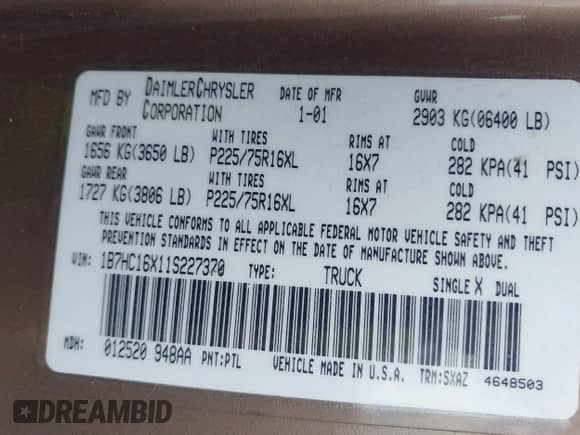 MFD BY DAIMLERCHRYSLER CORPORATION DATE OF MFR 1-01 GVWR 2903 KG(06400 LB)
GAWR FRONT WITH TIRES RIMS AT COLD
1656 KG(3650 LB) P225/75R16XL 16X7 282 KPA(41 PSI)
GAWR REAR WITH TIRES RIMS AT COLD
1727 KG(3806 LB) P225/75R16XL 16X7 282 KPA(41 PSI)
THIS VEHICLE CONFORMS TO ALL APPLICABLE FEDERAL MOTOR VEHICLE SAFETY AND THEFT
PREVENTION STANDARDS IN EFFECT ON THE DATE OF MANUFACTURE SHOWN ABOVE.
VIN: 1B7HC16X11S227370 TYPE: TRUCK SINGLE X DUAL
MDH: 012520 948AA PNT:PTL VEHICLE MADE IN U.S.A. TRM:SXAZ 4648503
DREAMBID